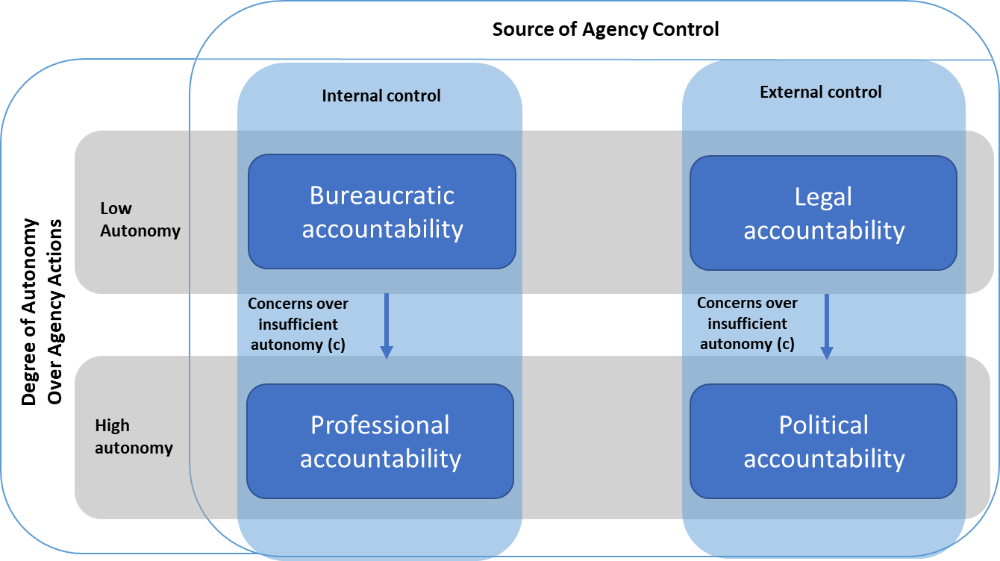 Source of Agency Control
Internal control
External control
Degree of Autonomy
Over Agency Actions
Low
Autonomy
Bureaucratic
accountability
Legal
accountability
Concerns over
insufficient
autonomy (c)
Concerns over
insufficient
autonomy (c)
High
autonomy
Professional
accountability
Political
accountability